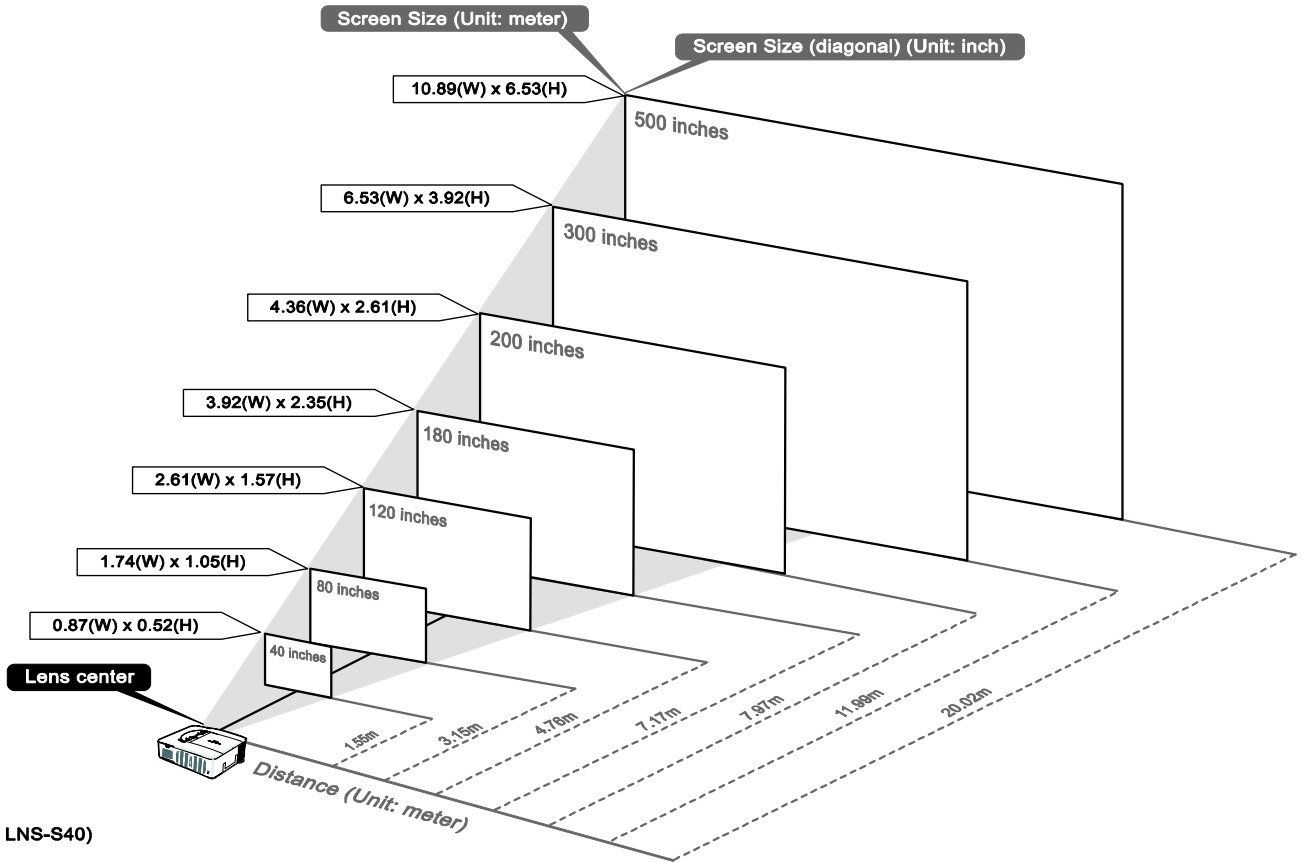 Screen Size (Unit: meter)
Screen Size (diagonal) (Unit: inch)
10.89(W) x 6.53(H)
500 inches
6.53(W) x 3.92(H)
300 inches
4.36(W) x 2.61(H)
200 inches
3.92(W) x 2.35(H)
180 inches
2.61(W) x 1.57(H)
120 inches
1.74(W) x 1.05(H)
80 inches
0.87(W) x 0.52(H)
40 inches
Lens center
1.55m
3.15m
4.76m
7.17m
7.97m
11.99m
20.02m
Distance (Unit: meter)
LNS-S40)